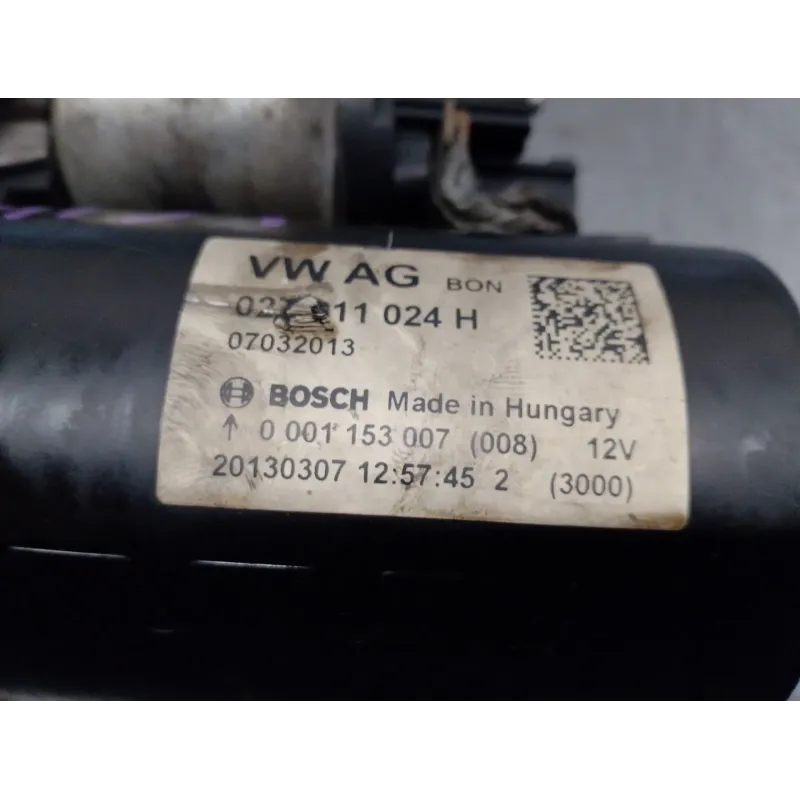 VW AG BON
024 H
07032013
BOSCH Made in Hungary
↑ 0 001 153 007 (008) 12V
20130307 12:57:45 2 (3000)